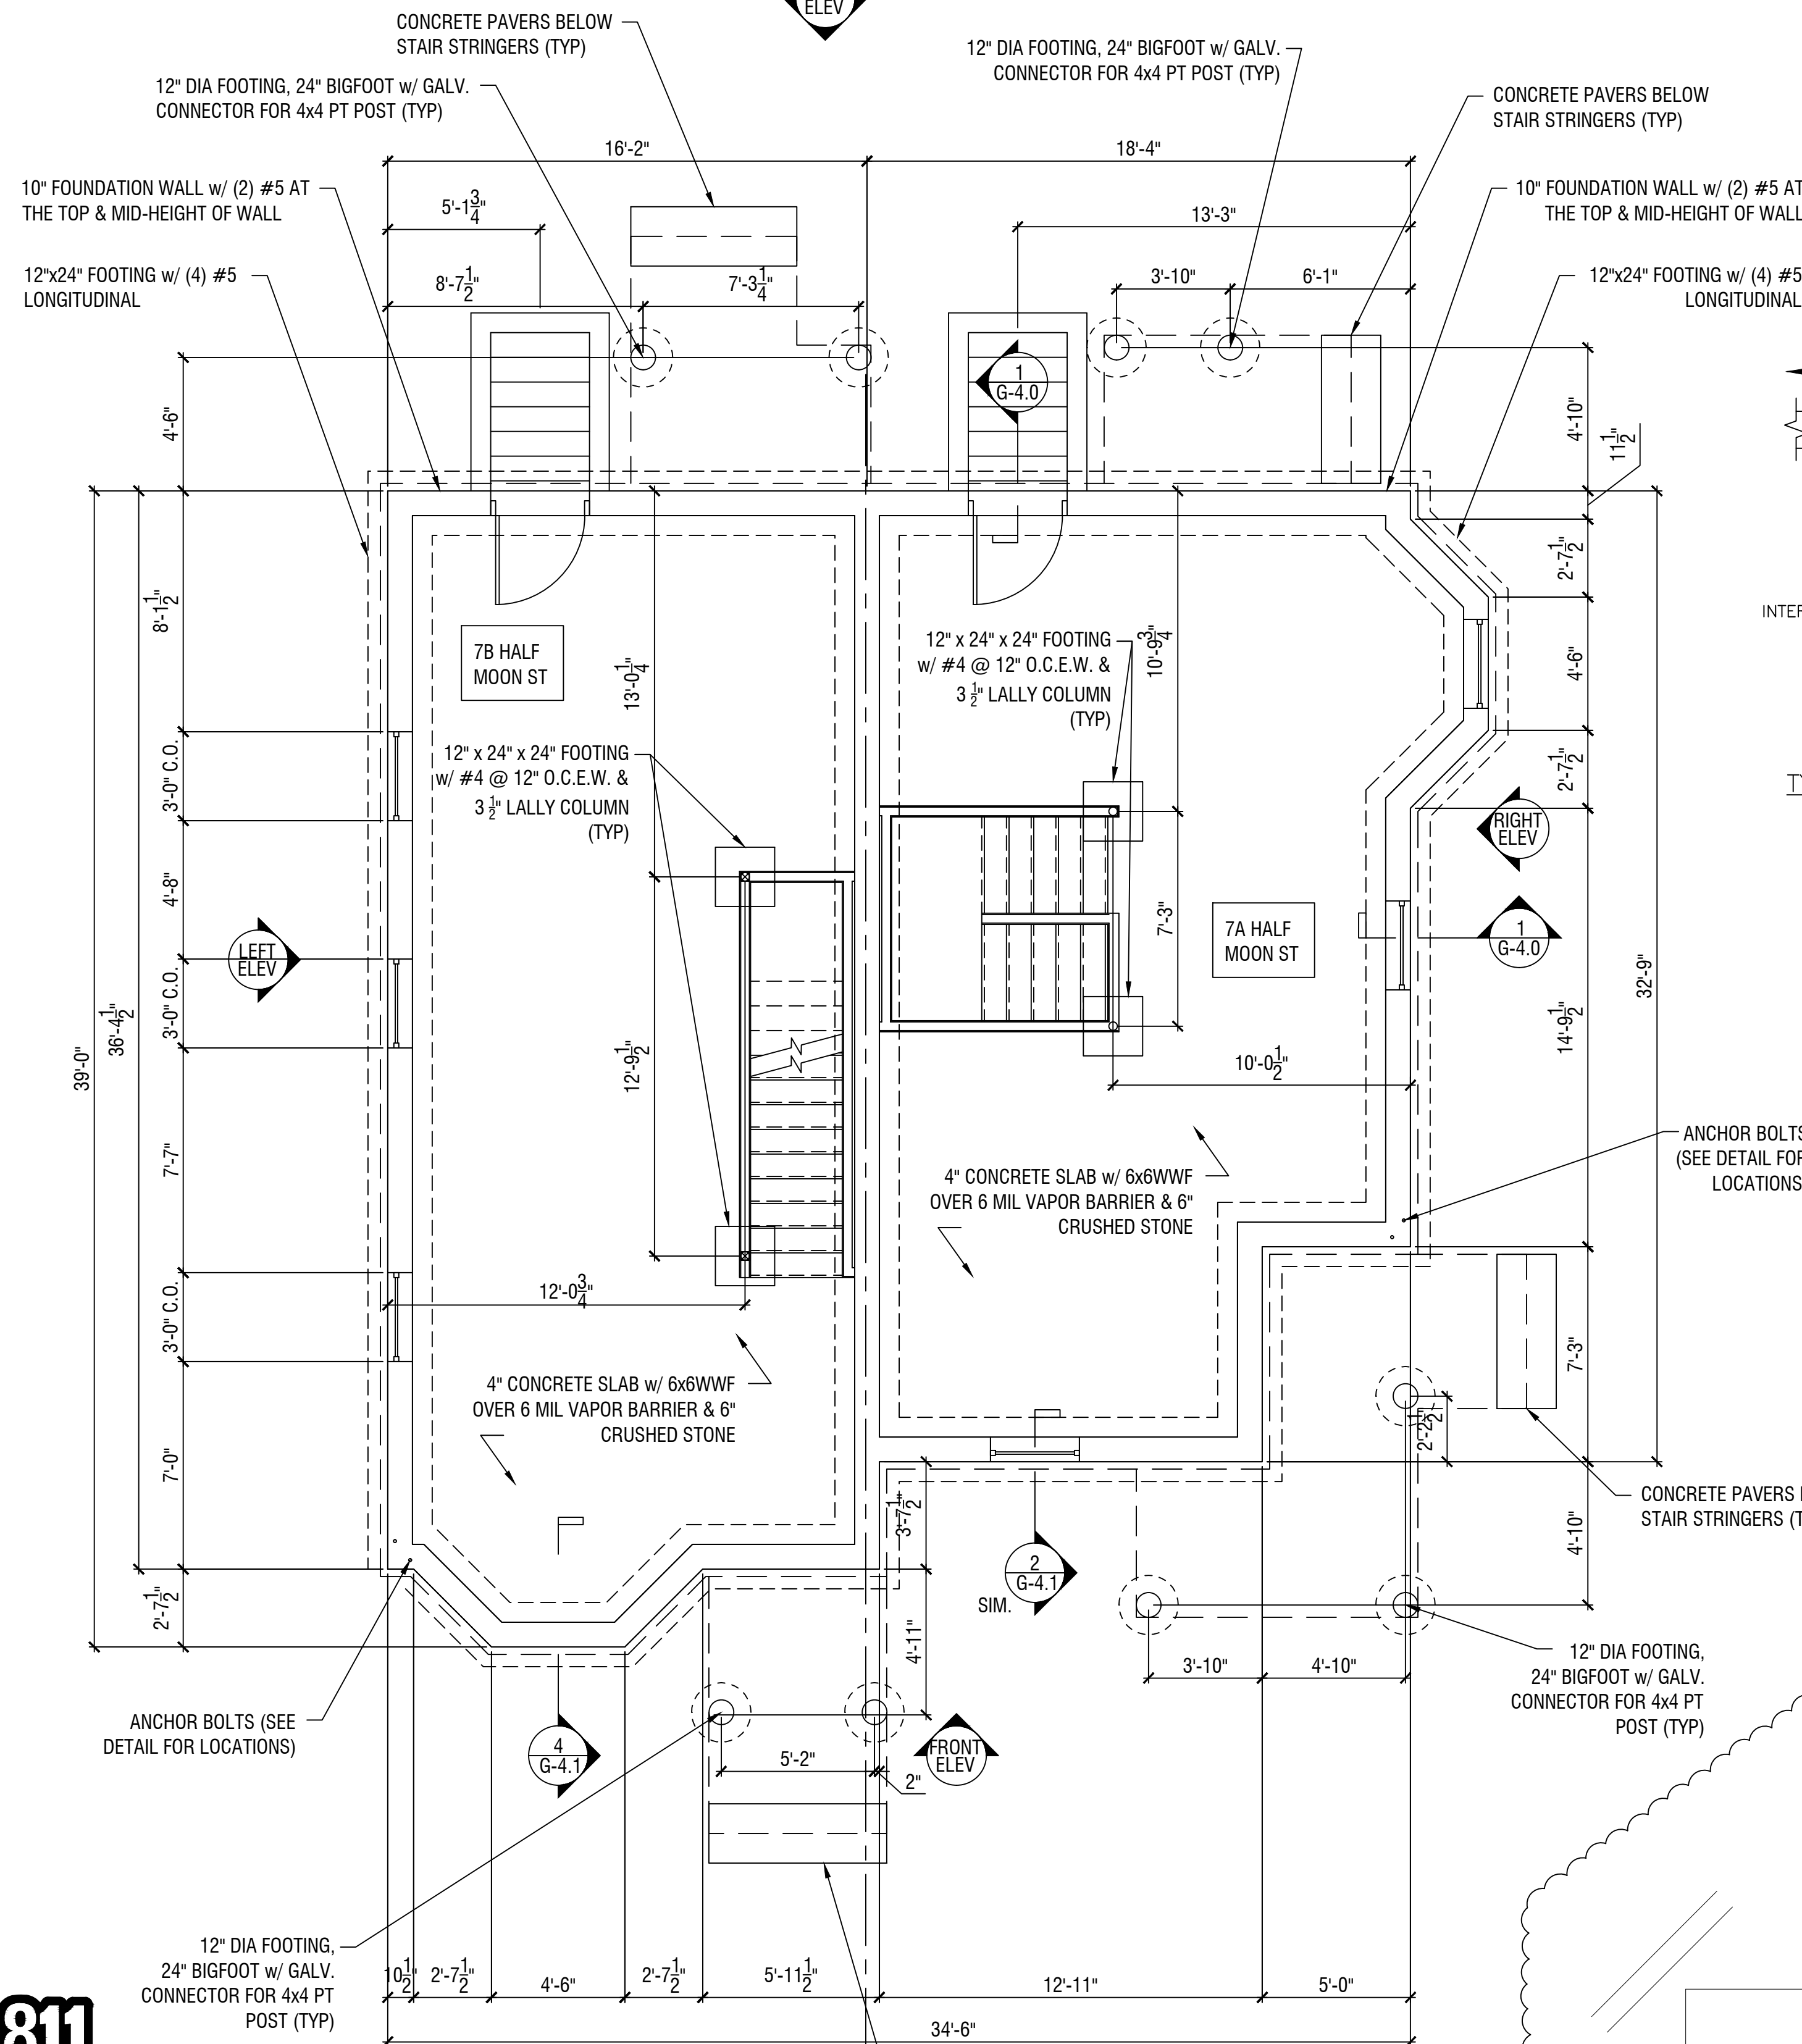 ELEV
CONCRETE PAVERS BELOW
STAIR STRINGERS (TYP)
12" DIA FOOTING, 24" BIGFOOT w/ GALV.
CONNECTOR FOR 4x4 PT POST (TYP)
12" DIA FOOTING, 24" BIGFOOT w/ GALV.
CONNECTOR FOR 4x4 PT POST (TYP)
CONCRETE PAVERS BELOW
STAIR STRINGERS (TYP)
16'-2"
18'-4"
10" FOUNDATION WALL w/ (2) #5 AT
THE TOP & MID-HEIGHT OF WALL
5'-1 3/4"
13'-3"
10" FOUNDATION WALL w/ (2) #5 AT
THE TOP & MID-HEIGHT OF WALL
12"x24" FOOTING w/ (4) #5
LONGITUDINAL
8'-7 1/2"
7'-3 1/4"
3'-10"
6'-1"
12"x24" FOOTING w/ (4) #5
LONGITUDINAL
1
G-4.0
4'-6"
4'-10"
11 1/2"
2'-7 1/2"
8'-1 1/2"
7B HALF
MOON ST
13'-0 1/4"
12" x 24" x 24" FOOTING
w/ #4 @ 12" O.C.E.W. &
3 1/2" LALLY COLUMN
(TYP)
10'-9 3/4"
4'-6"
12" x 24" x 24" FOOTING
w/ #4 @ 12" O.C.E.W. &
3 1/2" LALLY COLUMN
(TYP)
3'-0" C.O.
2'-7 1/2"
RIGHT
ELEV
4'-8"
7'-3"
7A HALF
MOON ST
1
G-4.0
LEFT
ELEV
3'-0" C.O.
32'-9"
39'-0"
36'-4 1/2"
12'-9 1/2"
14'-9 1/2"
10'-0 1/2"
7'-7"
4" CONCRETE SLAB w/ 6x6WWF
OVER 6 MIL VAPOR BARRIER & 6"
CRUSHED STONE
ANCHOR BOLTS
(SEE DETAIL FOR
LOCATIONS
12'-0 3/4"
3'-0" C.O.
7'-3"
4" CONCRETE SLAB w/ 6x6WWF
OVER 6 MIL VAPOR BARRIER & 6"
CRUSHED STONE
2'-2 1/2"
7'-0"
3'-7 1/2"
CONCRETE PAVERS
STAIR STRINGERS
4'-10"
2
G-4.1
SIM.
2'-7 1/2"
4'-11"
3'-10"
4'-10"
12" DIA FOOTING,
24" BIGFOOT w/ GALV.
CONNECTOR FOR 4x4 PT
POST (TYP)
ANCHOR BOLTS (SEE
DETAIL FOR LOCATIONS)
4
G-4.1
5'-2"
2"
FRONT
ELEV
12" DIA FOOTING,
24" BIGFOOT w/ GALV.
CONNECTOR FOR 4x4 PT
POST (TYP)
10 1/2"
2'-7 1/2"
4'-6"
2'-7 1/2"
5'-11 1/2"
12'-11"
5'-0"
34'-6"
811